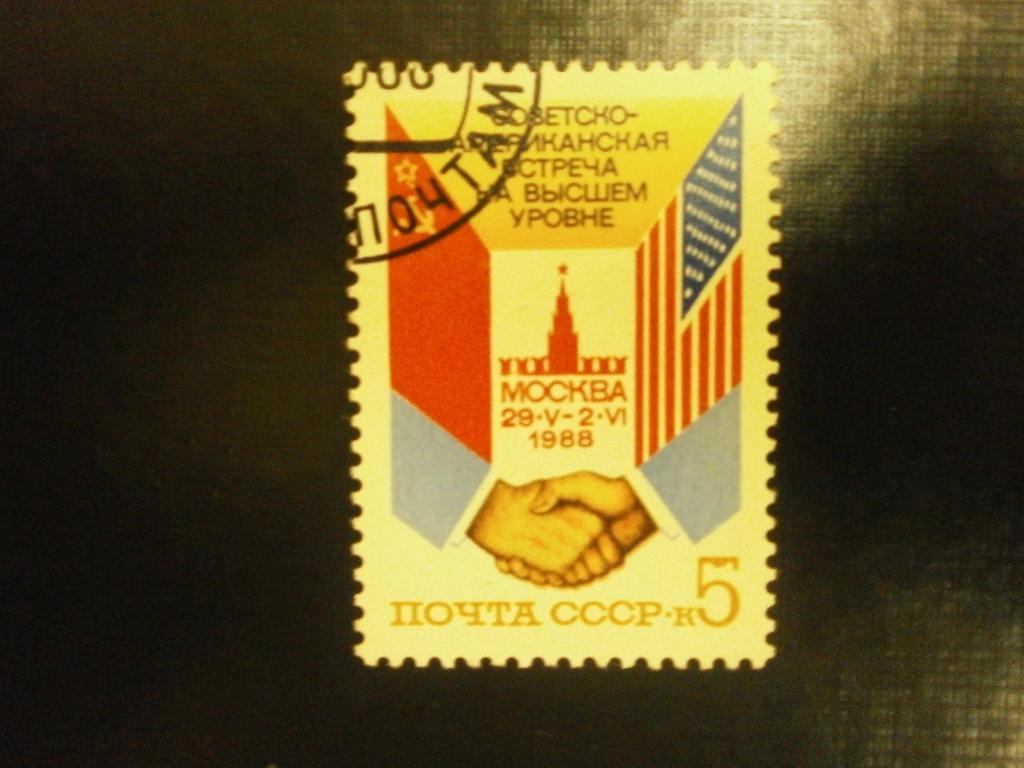 ПОЧТАМ
СОВЕТСКО-
АМЕРИКАНСКАЯ
ВСТРЕЧА
НА ВЫСШЕМ
УРОВНЕ
МОСКВА
29·V-2·VI
1988
ПОЧТА СССР·к5